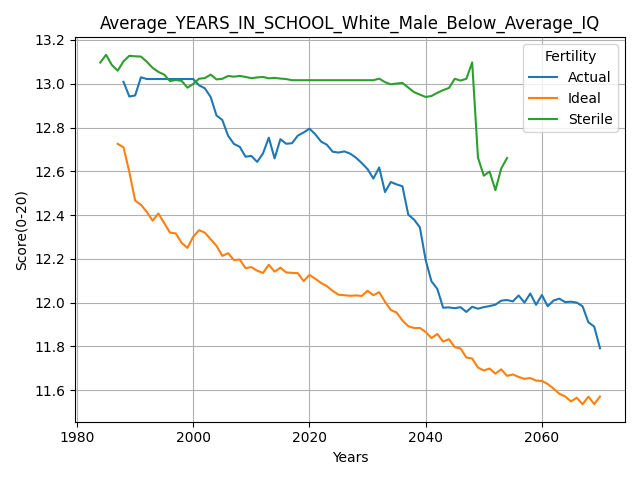 Average_YEARS_IN_SCHOOL_White_Male_Below_Average_IQ
Fertility
Actual
Ideal
Sterile
Score(0-20)
13.2
13.0
12.8
12.6
12.4
12.2
12.0
11.8
11.6
1980 2000 2020 2040 2060
Years